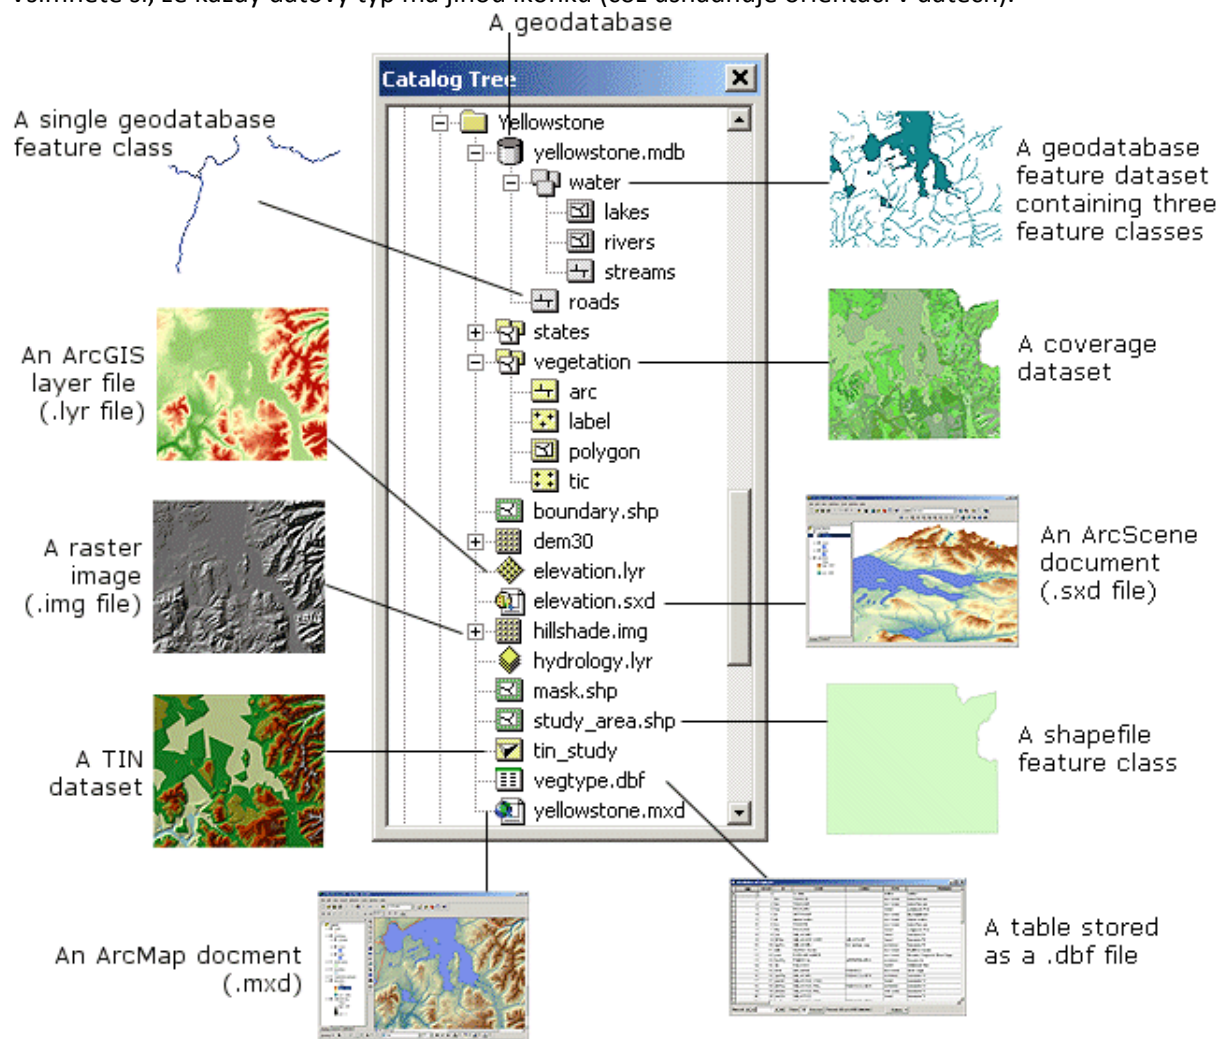 A geodatabase
Catalog Tree
A single geodatabase
feature class
Yellowstone
yellowstone.mdb
water
lakes
rivers
streams
roads
states
vegetation
arc
label
polygon
tic
boundary.shp
dem30
elevation.lyr
elevation.sxd
hillshade.img
hydrology.lyr
mask.shp
study_area.shp
tin_study
vegtype.dbf
yellowstone.mxd
An ArcGIS
layer file
(.lyr file)
A raster
image
(.img file)
A TIN
dataset
An ArcMap docment
(.mxd)
A geodatabase
feature dataset
containing three
feature classes
A coverage
dataset
An ArcScene
document
(.sxd file)
A shapefile
feature class
A table stored
as a .dbf file